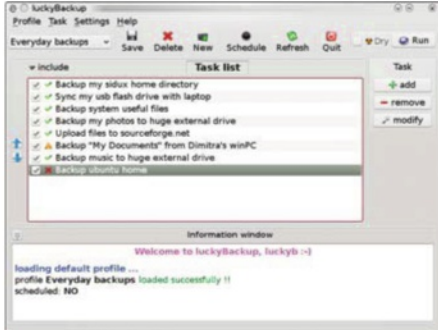 luckyBackup
Profile Task Settings Help
Everyday backups Save Delete New Schedule Refresh Quit Dry Run
include Task list Task
Backup my sidux home directory
Sync my usb flash drive with laptop
Backup system useful files
Backup my photos to huge external drive
Upload files to sourceforge.net
Backup "My Documents" from Dimitra's winPC
Backup music to huge external drive
Backup ubuntu home
add
remove
modify
Information window
Welcome to luckyBackup, luckyb :-)
loading default profile ...
profile Everyday backups loaded successfully !!
scheduled: NO